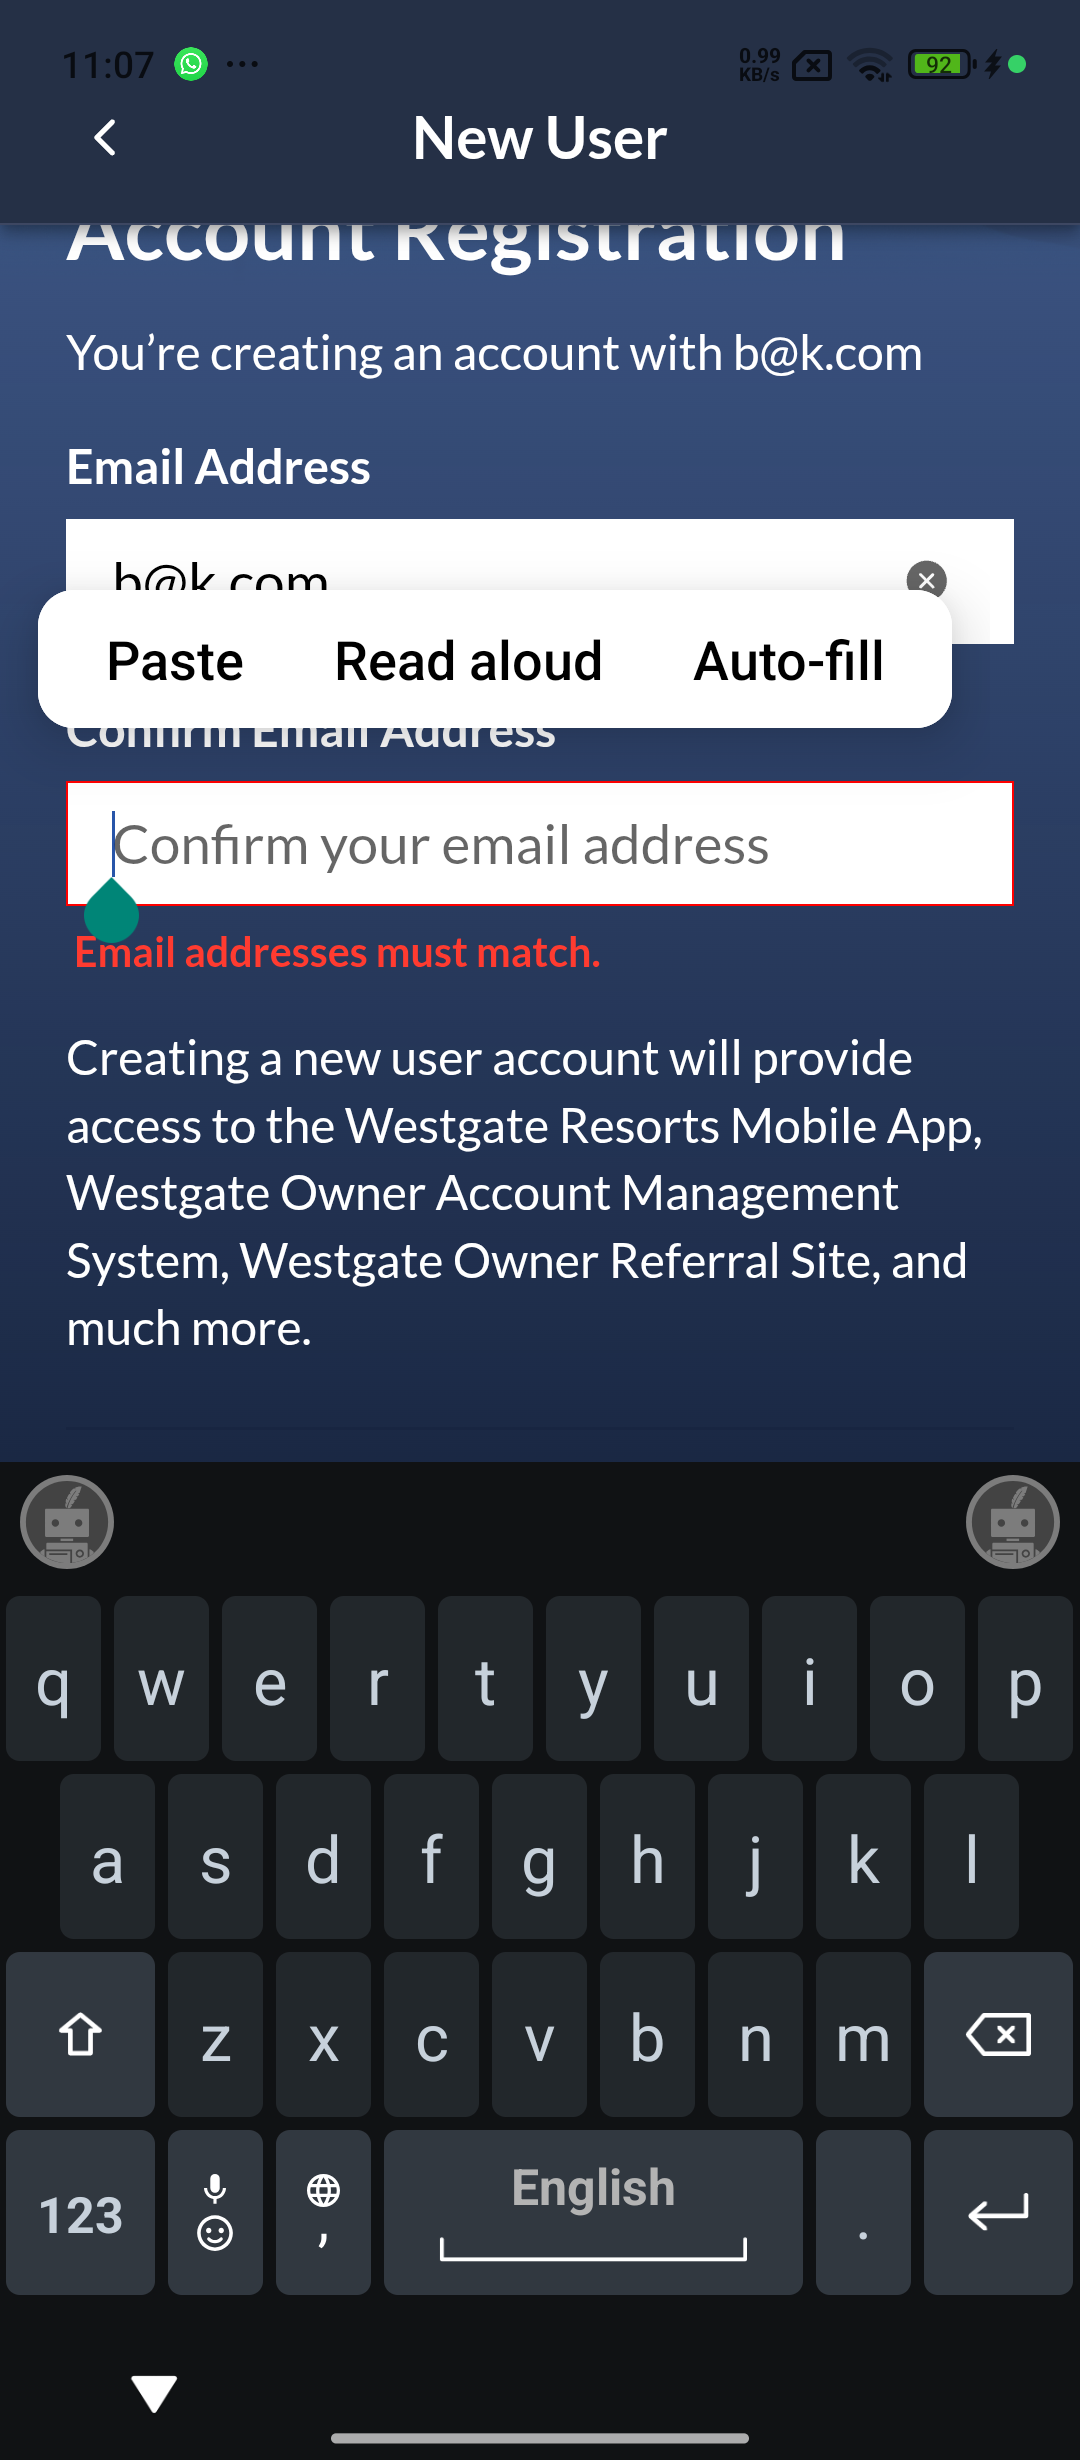 11:07
0.99
KB/s
92
New User
Account Registration
You’re creating an account with b@k.com
Email Address
b@k.com
Paste Read aloud Auto-fill
Confirm Email Address
Confirm your email address
Email addresses must match.
Creating a new user account will provide
access to the Westgate Resorts Mobile App,
Westgate Owner Account Management
System, Westgate Owner Referral Site, and
much more.
q w e r t y u i o p
a s d f g h j k l
z x c v b n m
123 , English .